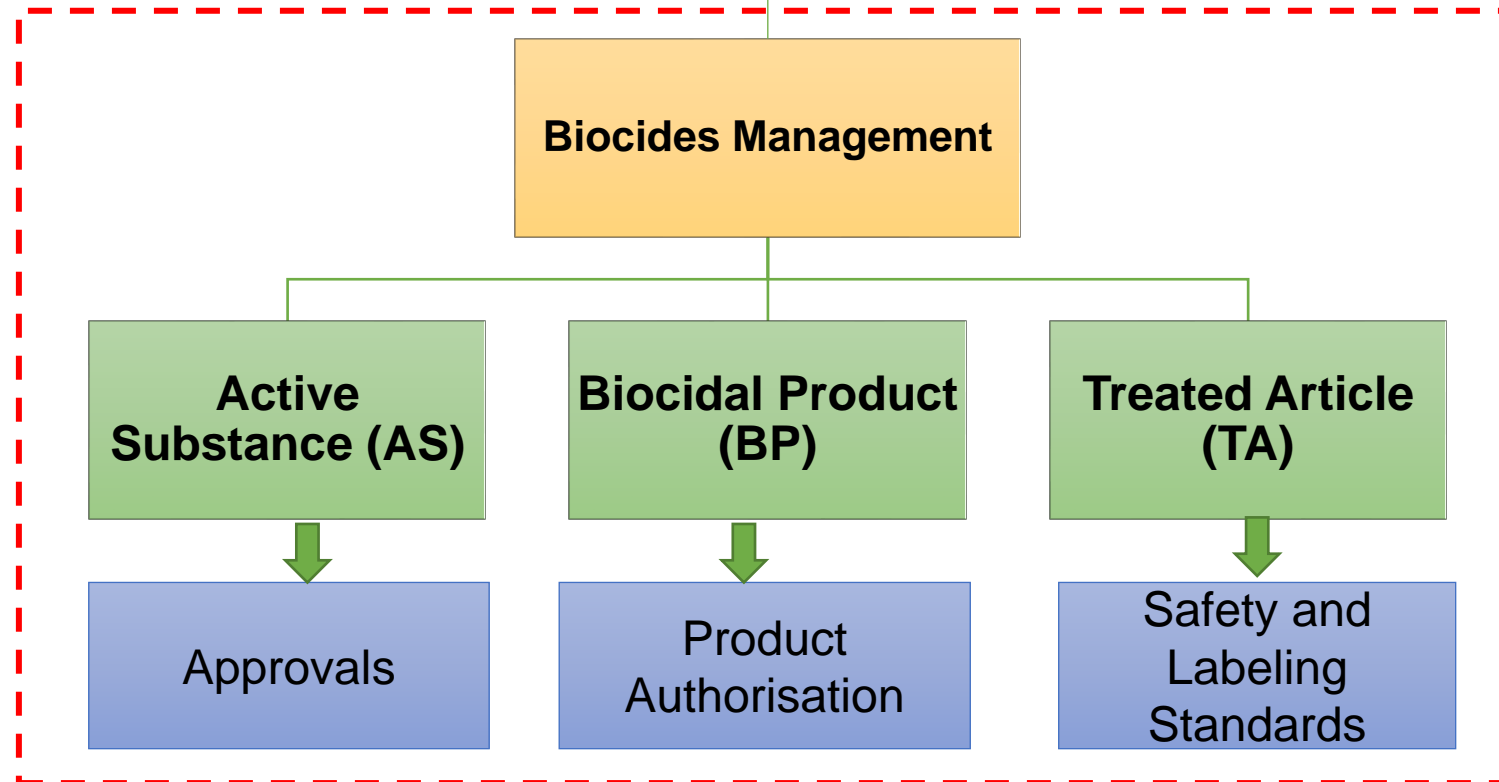 Biocides Management
Active
Substance (AS)
Biocidal Product
(BP)
Treated Article
(TA)
Approvals
Product
Authorisation
Safety and
Labeling
Standards